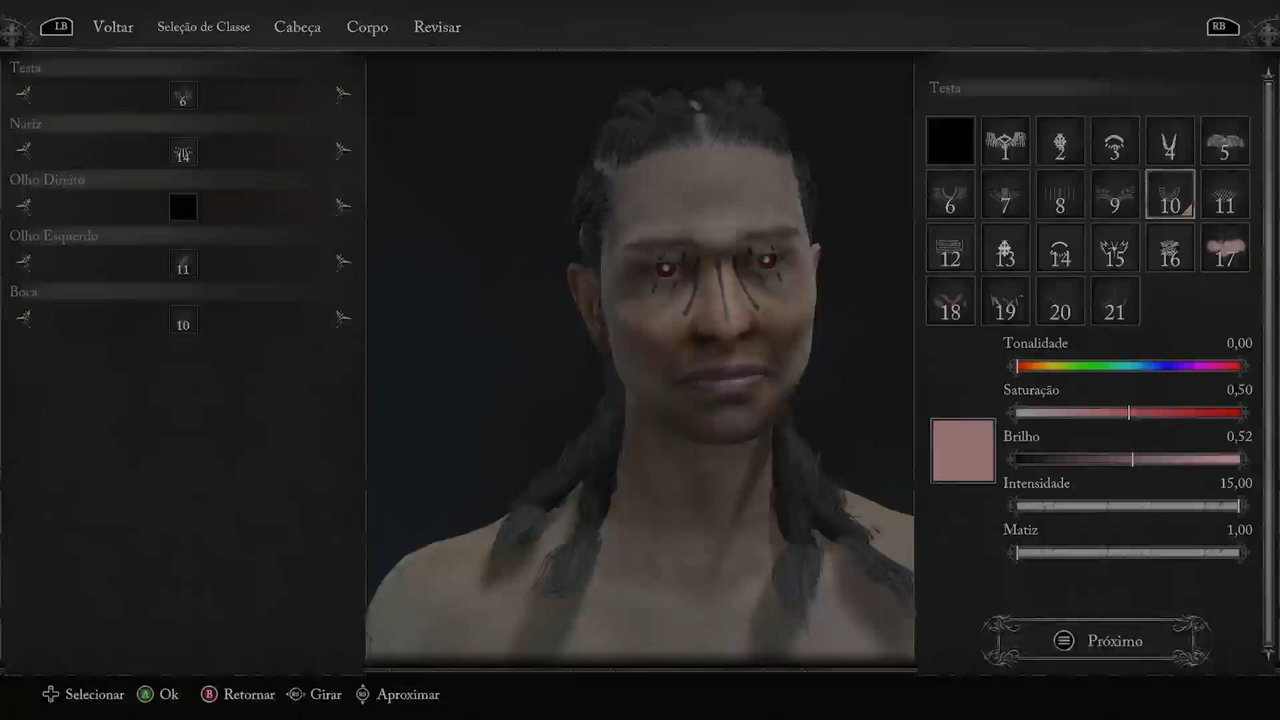 LB Voltar Seleção de Classe Cabeça Corpo Revisar RB
Testa
6
Nariz
14
Olho Direito
Olho Esquerdo
11
Boca
10
Testa
1 2 3 4 5
6 7 8 9 10 11
12 13 14 15 16 17
18 19 20 21
Tonalidade 0,00
Saturação 0,50
Brilho 0,52
Intensidade 15,00
Matiz 1,00
Próximo
Selecionar A Ok B Retornar RS Girar RS Aproximar